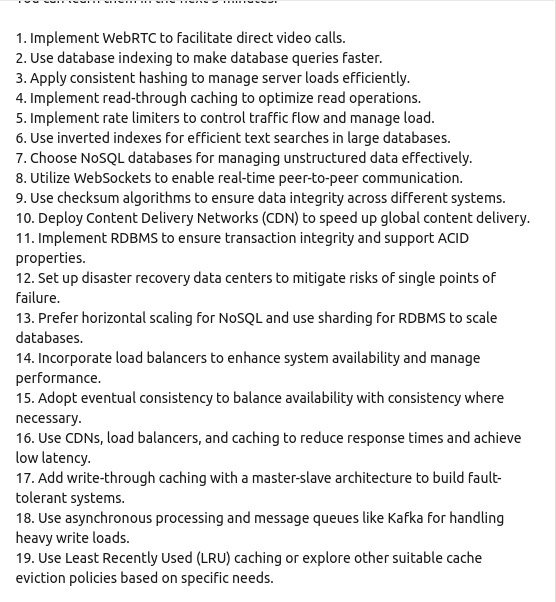 You can learn them in the next 5 minutes:
1. Implement WebRTC to facilitate direct video calls.
2. Use database indexing to make database queries faster.
3. Apply consistent hashing to manage server loads efficiently.
4. Implement read-through caching to optimize read operations.
5. Implement rate limiters to control traffic flow and manage load.
6. Use inverted indexes for efficient text searches in large databases.
7. Choose NoSQL databases for managing unstructured data effectively.
8. Utilize WebSockets to enable real-time peer-to-peer communication.
9. Use checksum algorithms to ensure data integrity across different systems.
10. Deploy Content Delivery Networks (CDN) to speed up global content delivery.
11. Implement RDBMS to ensure transaction integrity and support ACID
properties.
12. Set up disaster recovery data centers to mitigate risks of single points of
failure.
13. Prefer horizontal scaling for NoSQL and use sharding for RDBMS to scale
databases.
14. Incorporate load balancers to enhance system availability and manage
performance.
15. Adopt eventual consistency to balance availability with consistency where
necessary.
16. Use CDNs, load balancers, and caching to reduce response times and achieve
low latency.
17. Add write-through caching with a master-slave architecture to build fault-
tolerant systems.
18. Use asynchronous processing and message queues like Kafka for handling
heavy write loads.
19. Use Least Recently Used (LRU) caching or explore other suitable cache
eviction policies based on specific needs.